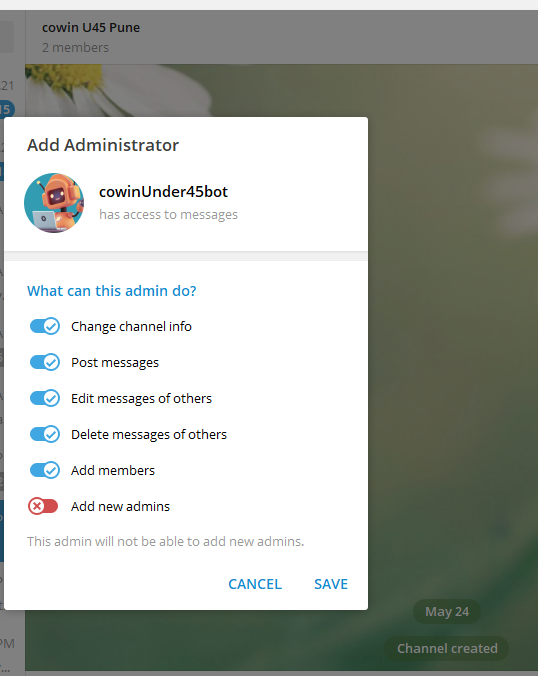 cowin U45 Pune
2 members
21
15
Add Administrator
cowinUnder45bot
has access to messages
What can this admin do?
Change channel info
Post messages
Edit messages of others
Delete messages of others
Add members
Add new admins
This admin will not be able to add new admins.
CANCEL SAVE
May 24
Channel created
PM